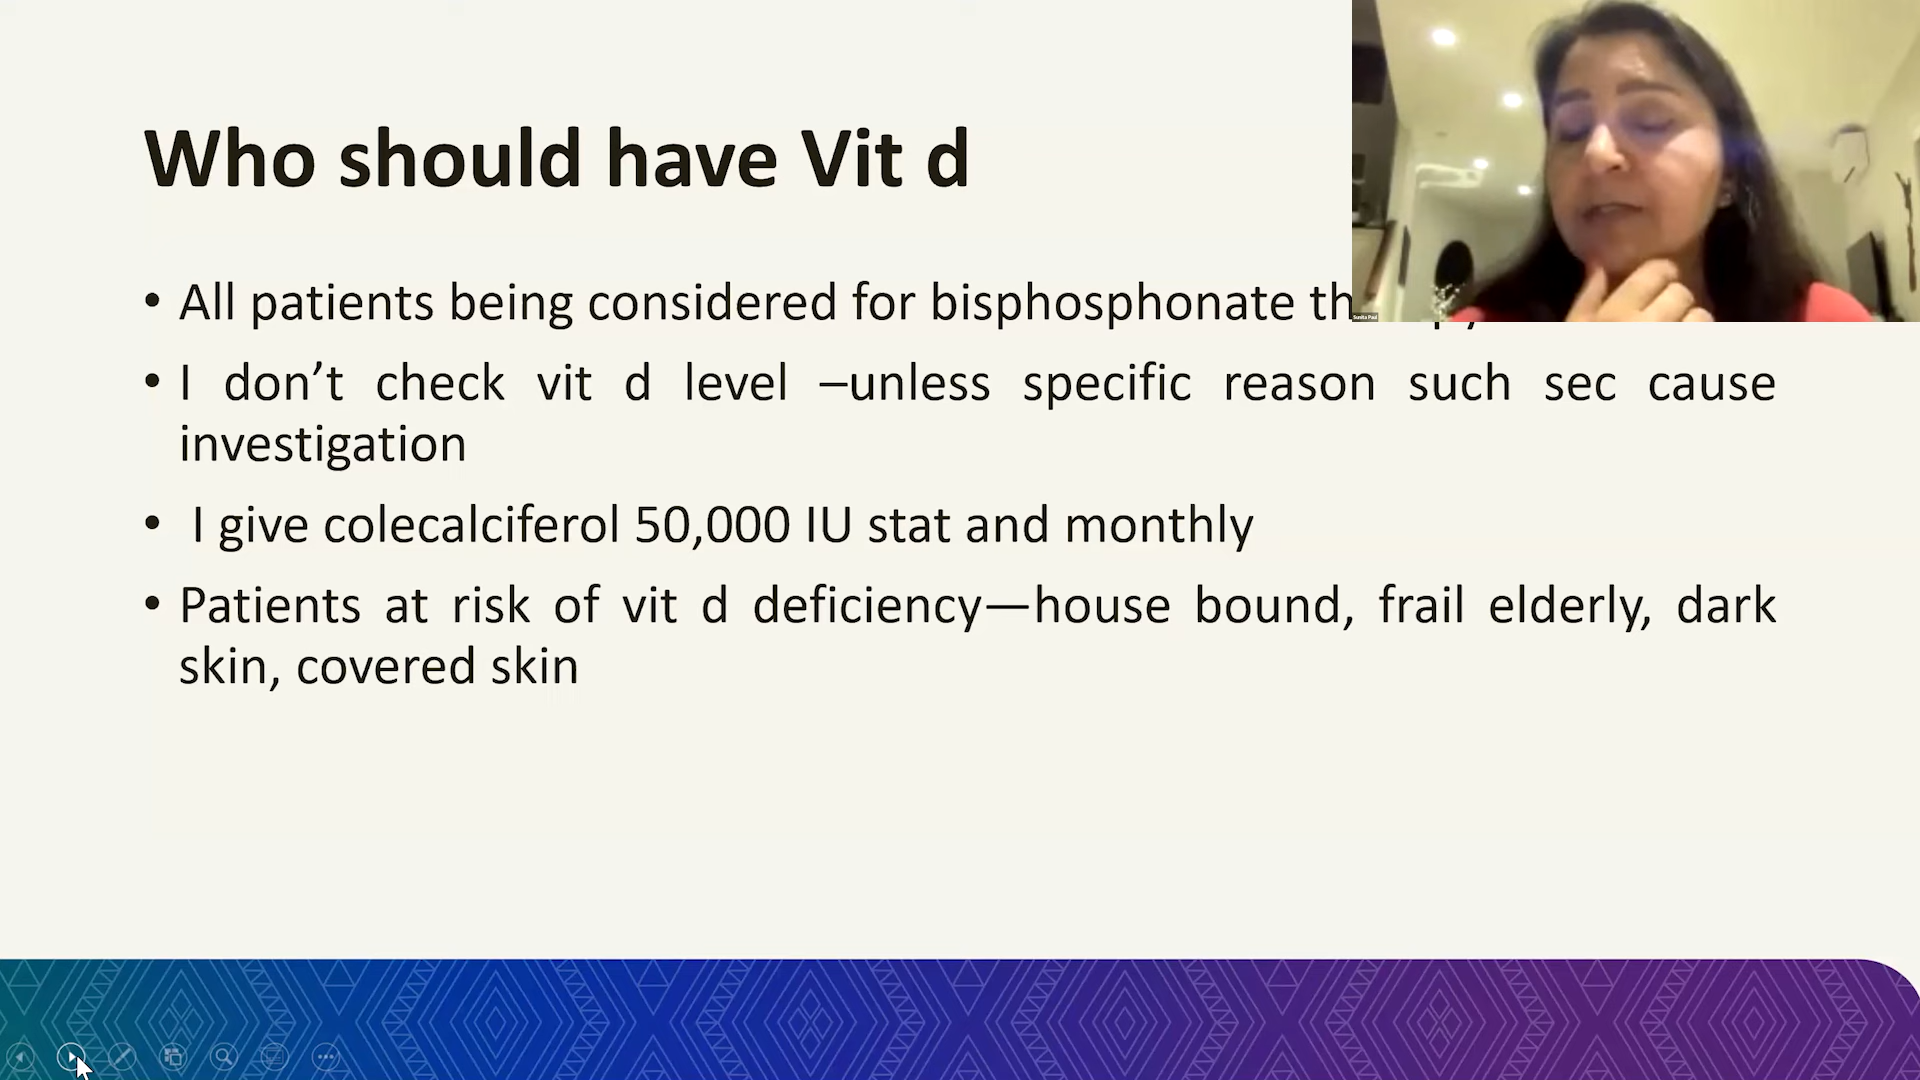 Who should have Vit d
• All patients being considered for bisphosphonate
• I don’t check vit d level –unless specific reason such sec cause
investigation
• I give colecalciferol 50,000 IU stat and monthly
• Patients at risk of vit d deficiency—house bound, frail elderly, dark
skin, covered skin
Sunita Paul